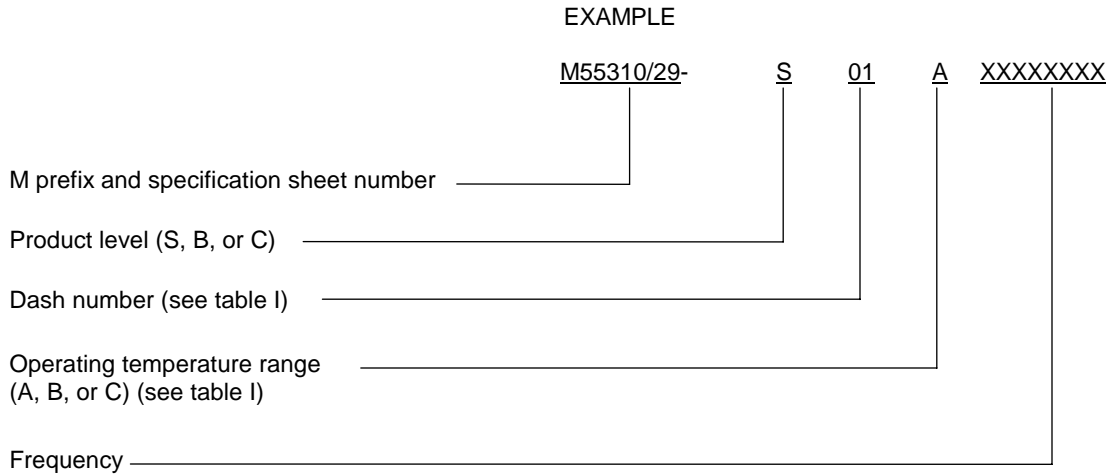 EXAMPLE
M55310/29- S 01 A XXXXXXXX
M prefix and specification sheet number
Product level (S, B, or C)
Dash number (see table I)
Operating temperature range
(A, B, or C) (see table I)
Frequency